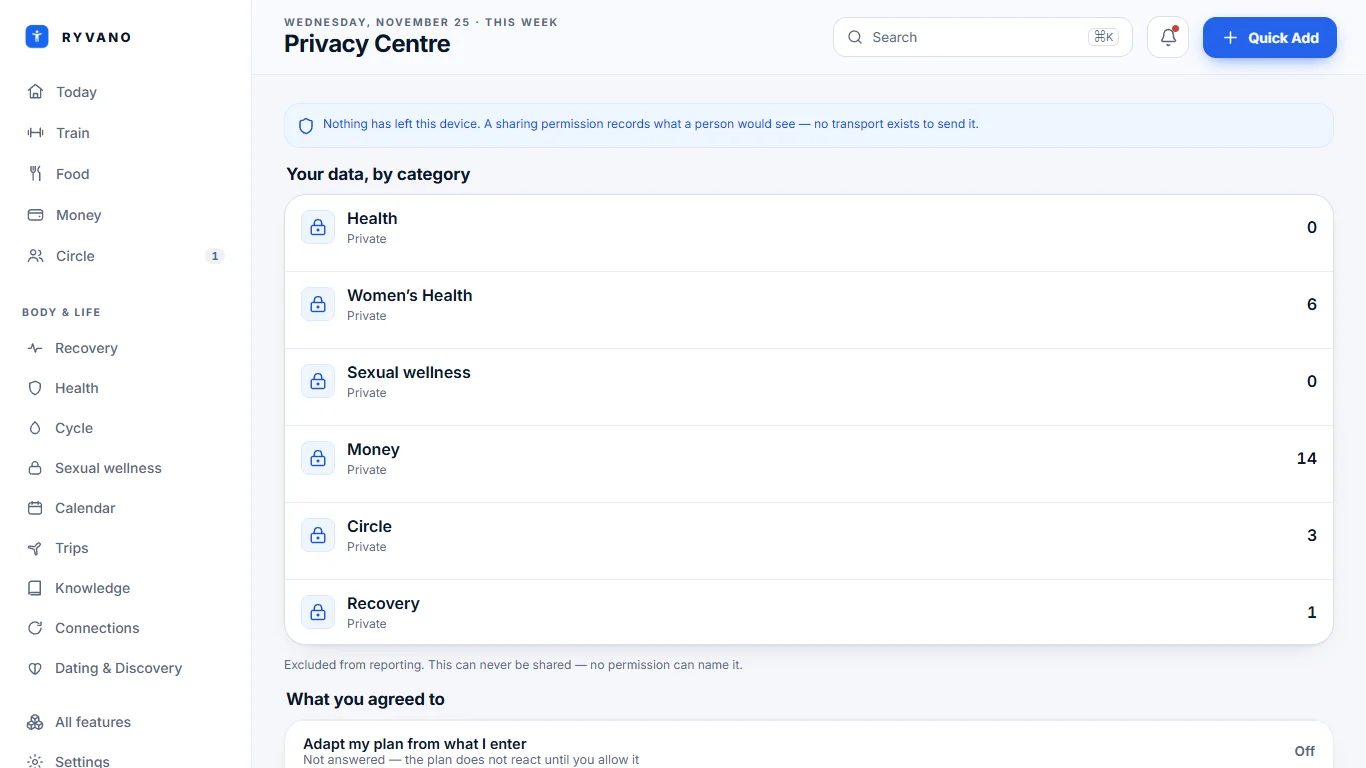 RYVANO
Today
Train
Food
Money
Circle
1
BODY & LIFE
Recovery
Health
Cycle
Sexual wellness
Calendar
Trips
Knowledge
Connections
Dating & Discovery
All features
Settings
WEDNESDAY, NOVEMBER 25 · THIS WEEK
Privacy Centre
Search
⌘K
Quick Add
Nothing has left this device. A sharing permission records what a person would see — no transport exists to send it.
Your data, by category
Health
Private
0
Women’s Health
Private
6
Sexual wellness
Private
0
Money
Private
14
Circle
Private
3
Recovery
Private
1
Excluded from reporting. This can never be shared — no permission can name it.
What you agreed to
Adapt my plan from what I enter
Not answered — the plan does not react until you allow it
Off